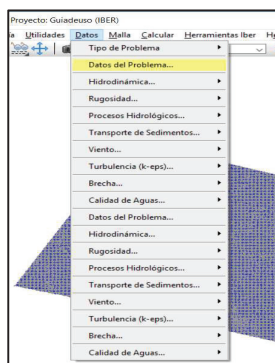 Proyecto: Guiadeuso (IBER)
ía Utilidades Datos Malla Calcular Herramientas Iber
Tipo de Problema
Datos del Problema...
Hidrodinámica...
Rugosidad...
Procesos Hidrológicos...
Transporte de Sedimentos...
Viento...
Turbulencia (k-eps)...
Brecha...
Calidad de Aguas...
Datos del Problema...
Hidrodinámica...
Rugosidad...
Procesos Hidrológicos...
Transporte de Sedimentos...
Viento...
Turbulencia (k-eps)...
Brecha...
Calidad de Aguas...